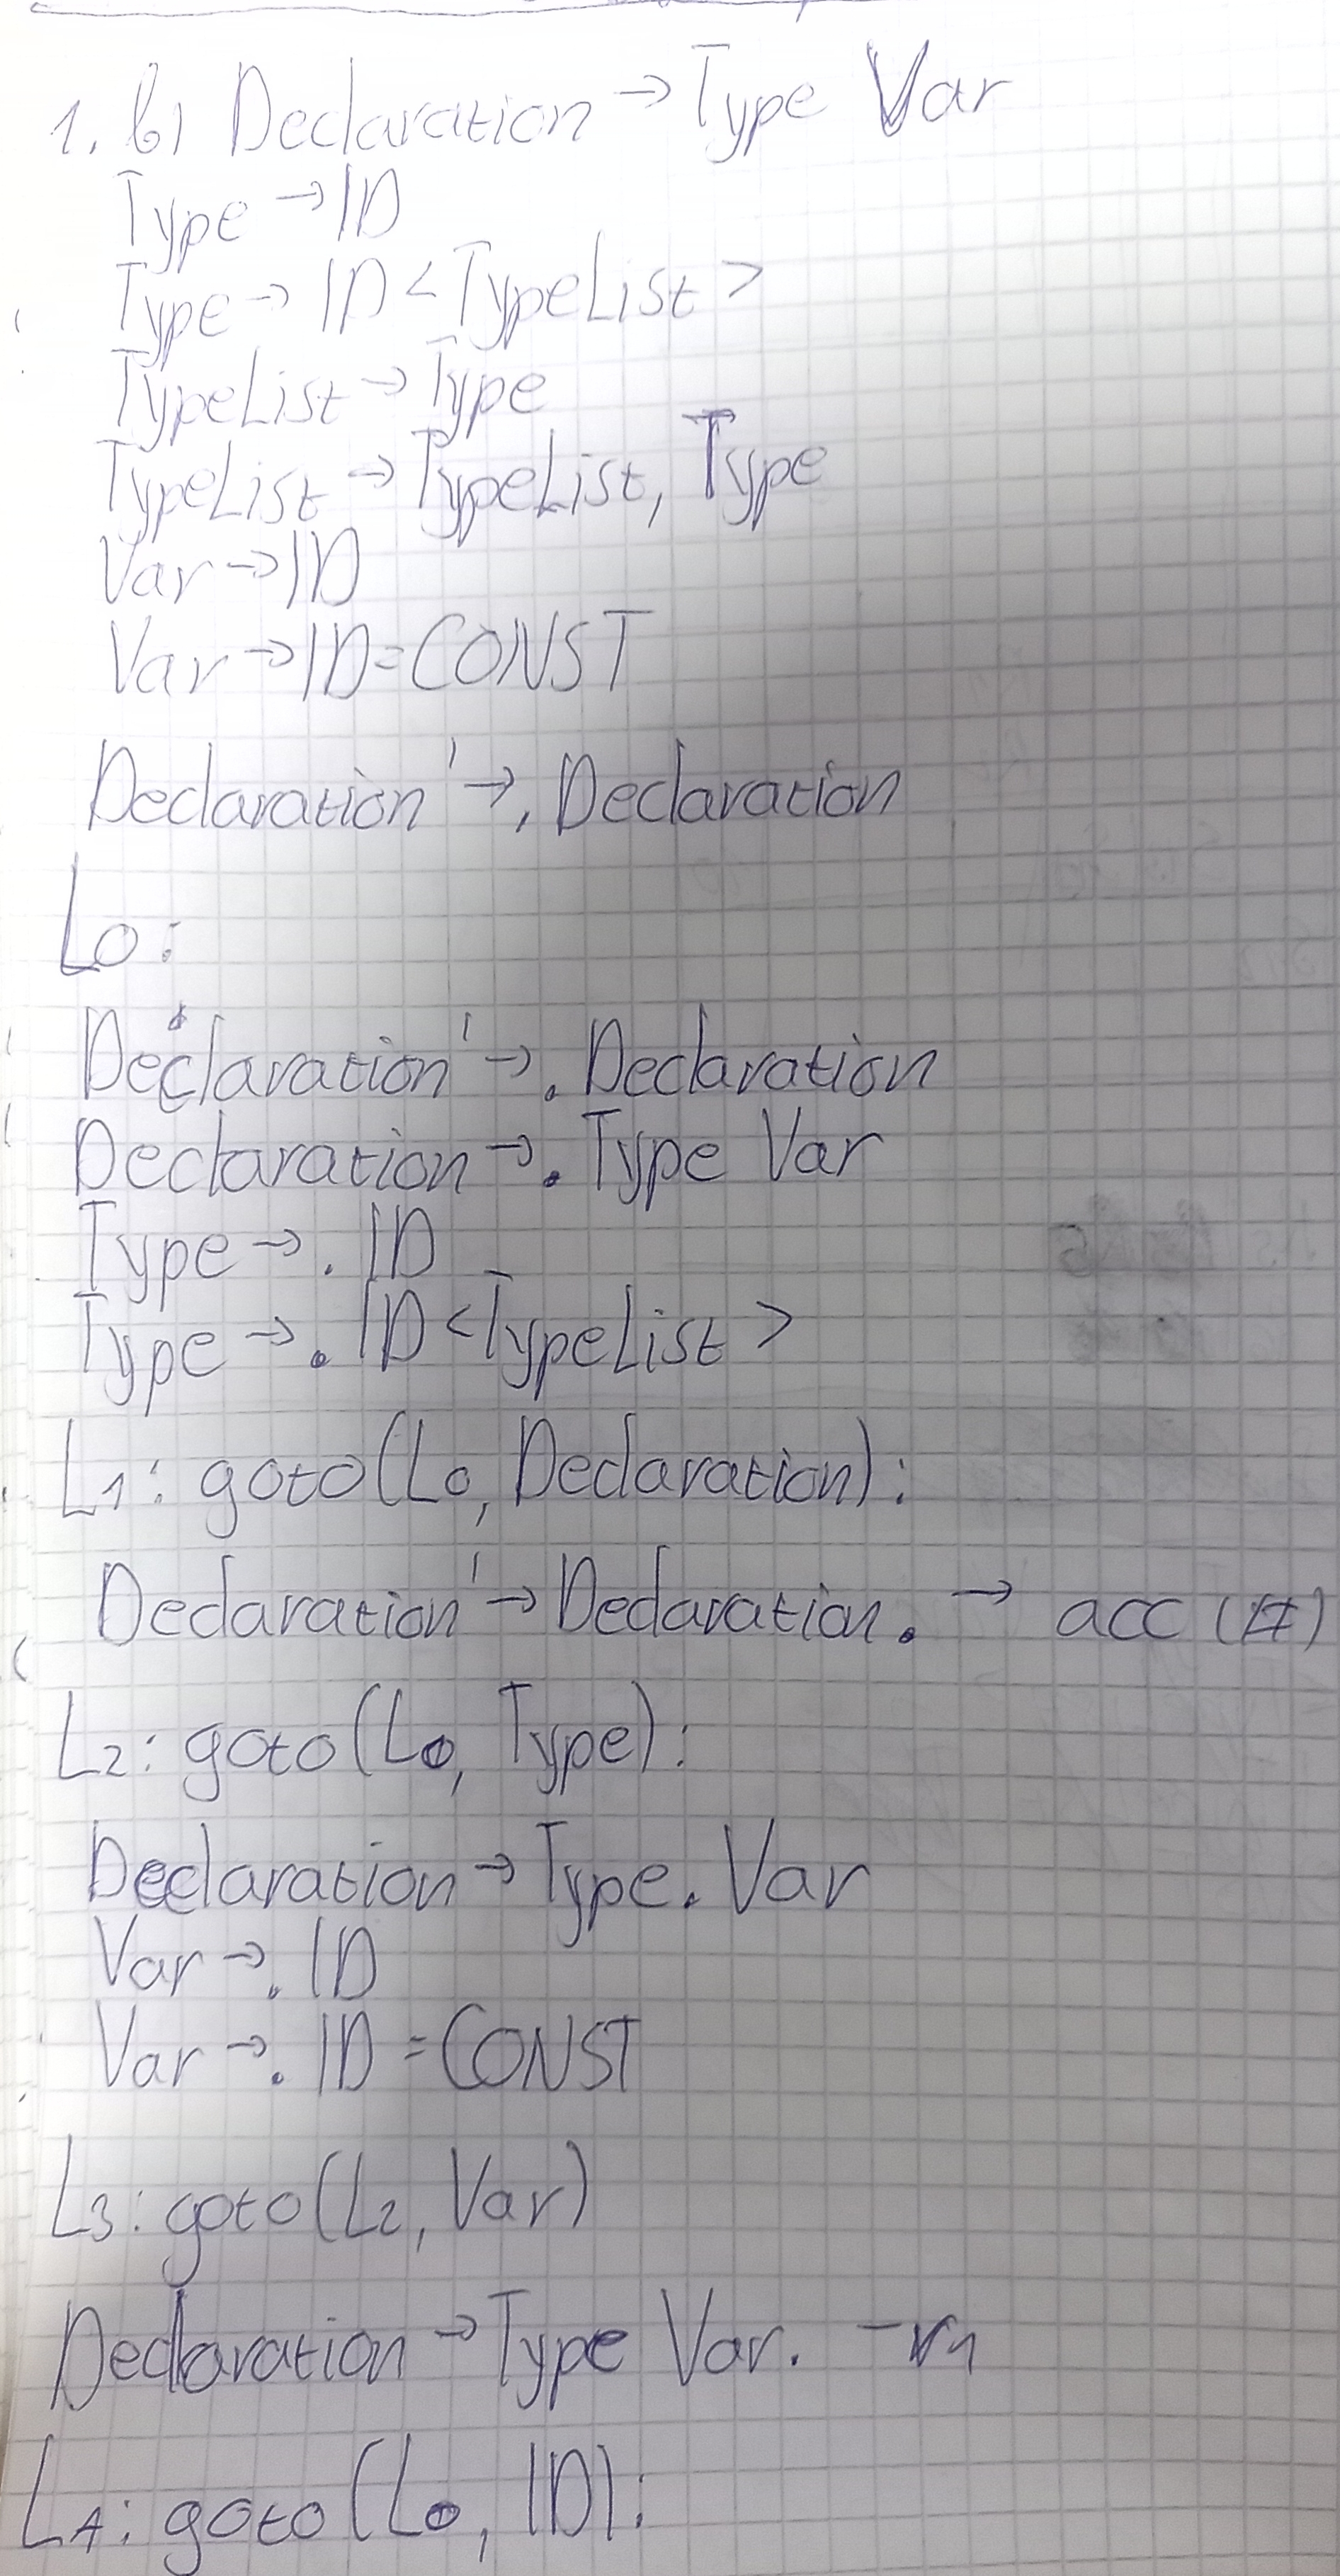 1. b) Declaration → Type Var
Type → ID
Type → ID < TypeList >
TypeList → Type
TypeList → TypeList, Type
Var → ID
Var → ID = CONST
Declaration' → . Declaration
L0:
Declaration' → . Declaration
Declaration → . Type Var
Type → . ID
Type → . ID < TypeList >
L1: goto(L0, Declaration):
Declaration' → Declaration. → acc (#)
L2: goto(L0, Type):
Declaration → Type. Var
Var → . ID
Var → . ID = CONST
L3: goto(L2, Var)
Declaration → Type Var. - r1
L4: goto(L0, ID):